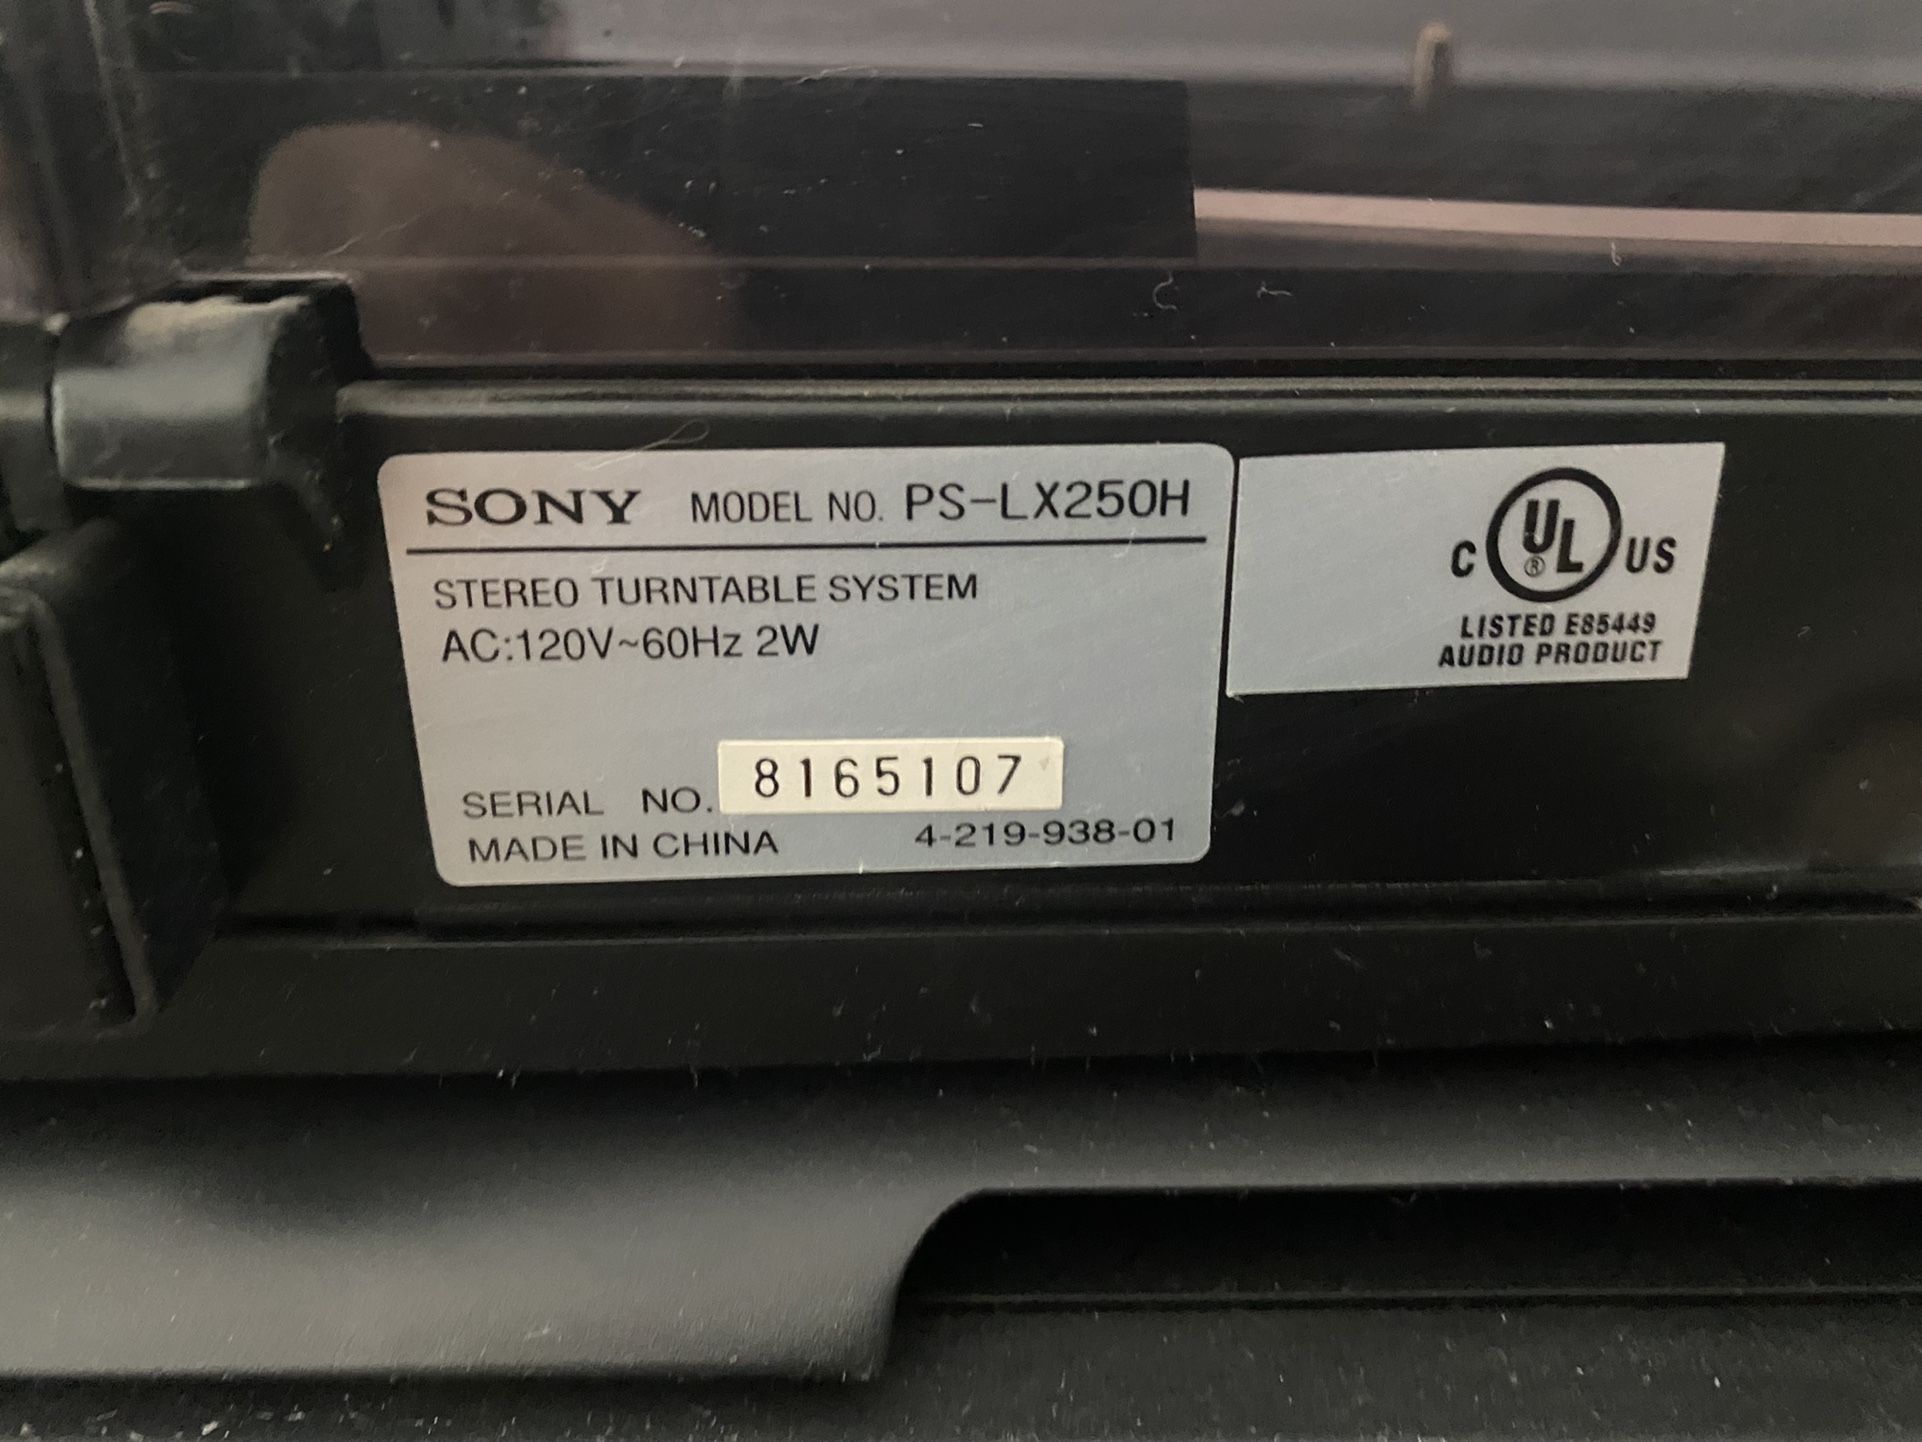 SONY MODEL NO. PS-LX250H
STEREO TURNTABLE SYSTEM
AC:120V~60Hz 2W
SERIAL NO. 8165107
MADE IN CHINA 4-219-938-01
C UL® US
LISTED E85449
AUDIO PRODUCT